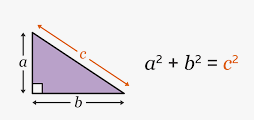 a
c
b
a² + b² = c²